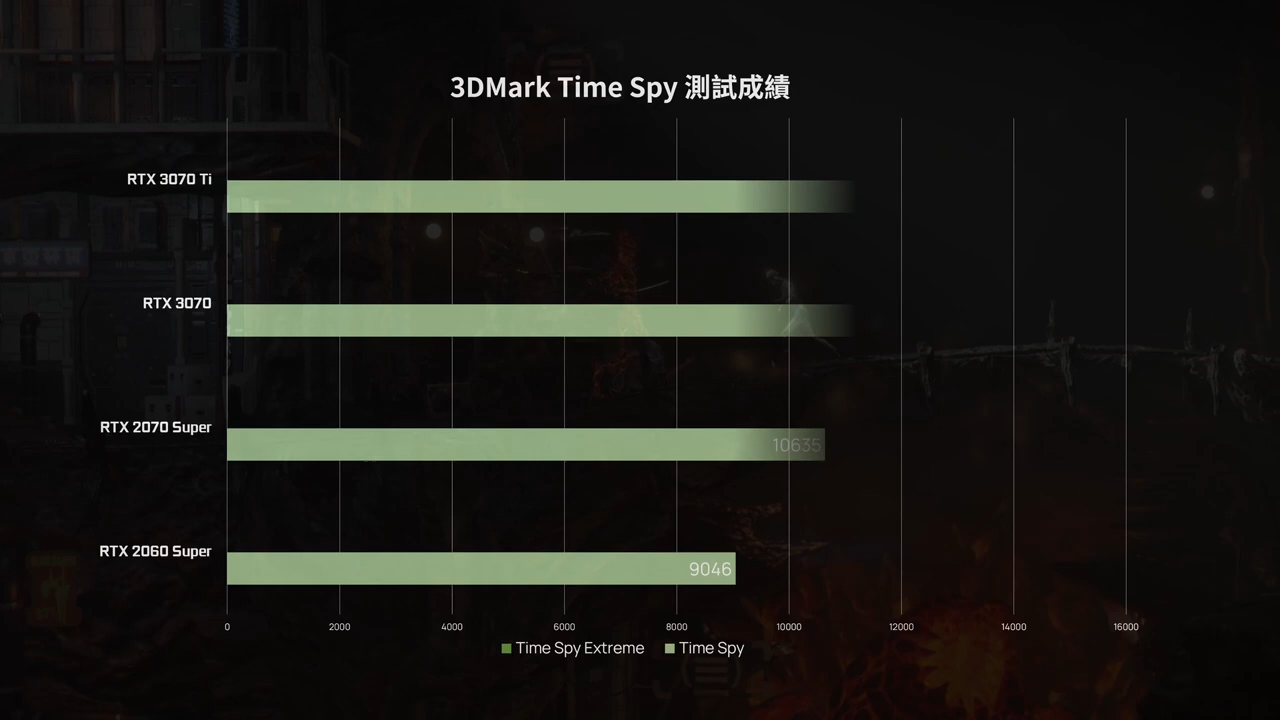 3DMark Time Spy 測試成績
RTX 3070 Ti
RTX 3070
RTX 2070 Super
10635
RTX 2060 Super
9046
0 2000 4000 6000 8000 10000 12000 14000 16000
Time Spy Extreme Time Spy